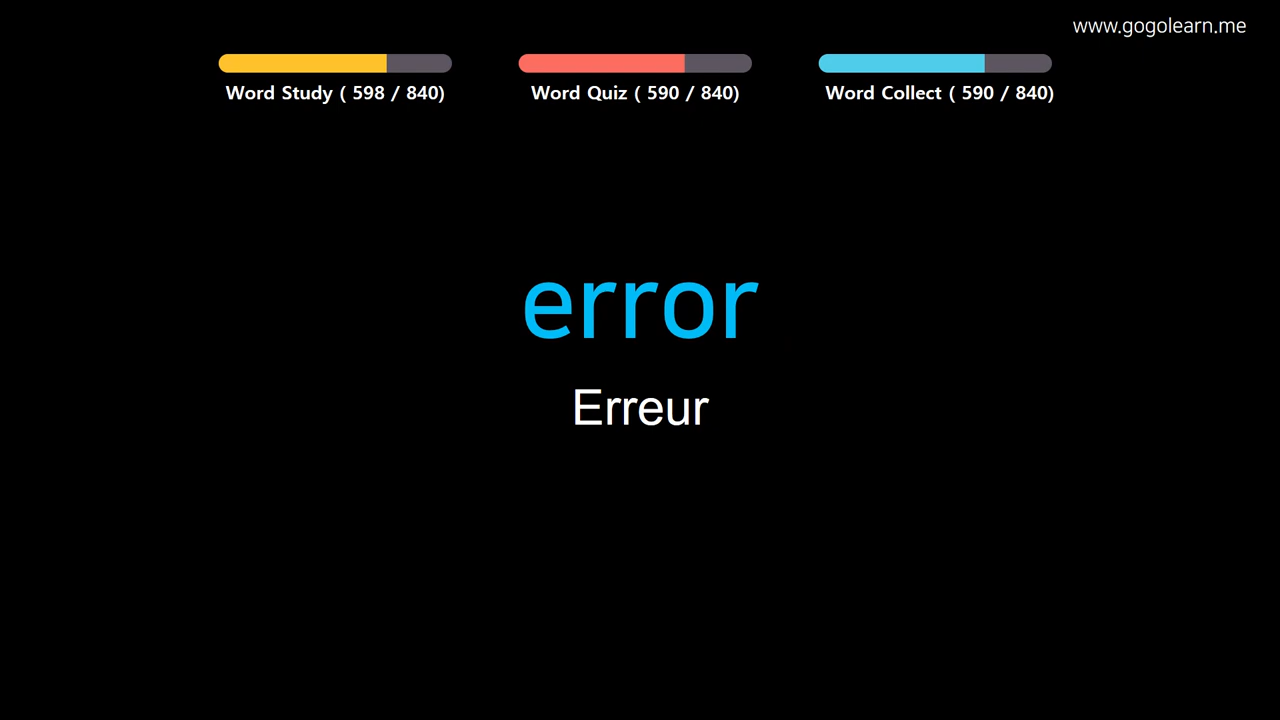 www.gogolearn.me
Word Study ( 598 / 840)
Word Quiz ( 590 / 840)
Word Collect ( 590 / 840)
error
Erreur